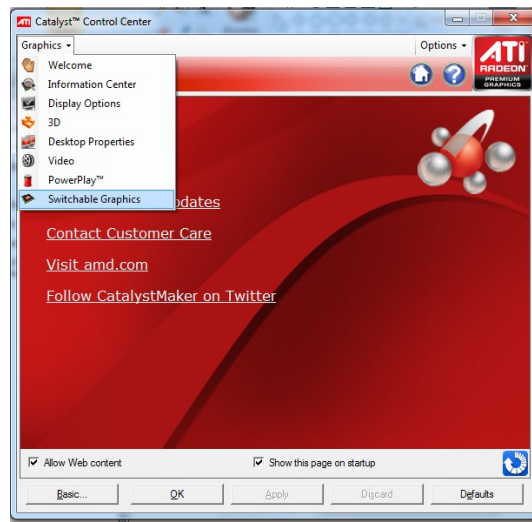 Catalyst™ Control Center
Graphics
Options
ATI
RADEON
PREMIUM
GRAPHICS
Welcome
Information Center
Display Options
3D
Desktop Properties
Video
PowerPlay™
Switchable Graphics
Contact Customer Care
Visit amd.com
Follow CatalystMaker on Twitter
Allow Web content
Show this page on startup
Basic...
OK
Apply
Discard
Defaults